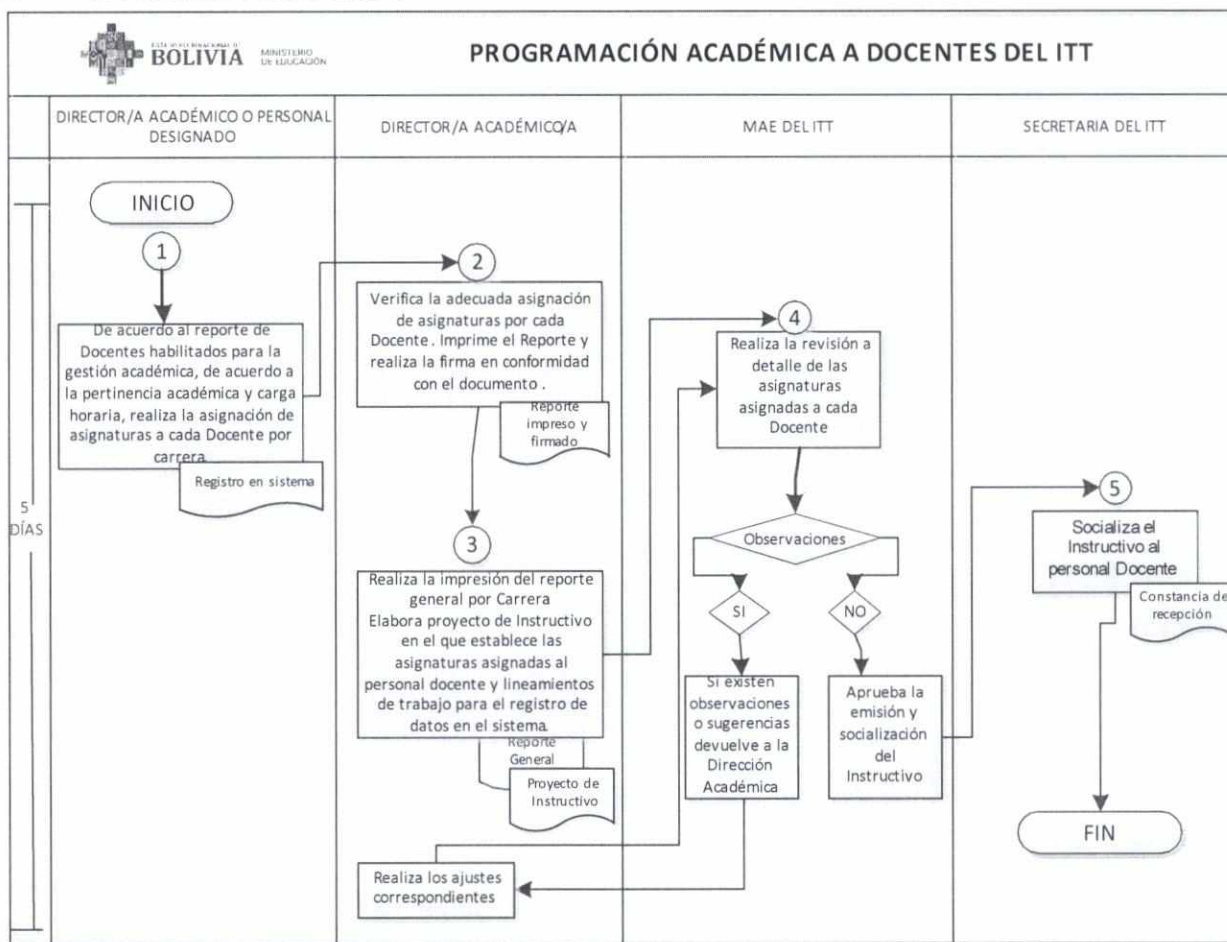 ESTADO PLURINACIONAL DE
BOLIVIA
MINISTERIO
DE EDUCACIÓN
PROGRAMACIÓN ACADÉMICA A DOCENTES DEL ITT
DIRECTOR/A ACADÉMICO O PERSONAL
DESIGNADO
DIRECTOR/A ACADÉMICO/A
MAE DEL ITT
SECRETARIA DEL ITT
5
DÍAS
INICIO
1
De acuerdo al reporte de
Docentes habilitados para la
gestión académica, de acuerdo a
la pertinencia académica y carga
horaria, realiza la asignación de
asignaturas a cada Docente por
carrera.
Registro en sistema
2
Verifica la adecuada asignación
de asignaturas por cada
Docente . Imprime el Reporte y
realiza la firma en conformidad
con el documento .
Reporte
impreso y
firmado
3
Realiza la impresión del reporte
general por Carrera
Elabora proyecto de Instructivo
en el que establece las
asignaturas asignadas al
personal docente y lineamientos
de trabajo para el registro de
datos en el sistema.
Reporte
General
Proyecto de
Instructivo
Realiza los ajustes
correspondientes
4
Realiza la revisión a
detalle de las
asignaturas
asignadas a cada
Docente
Observaciones
SI
NO
Si existen
observaciones
o sugerencias
devuelve a la
Dirección
Académica
Aprueba la
emisión y
socialización
del
Instructivo
5
Socializa el
Instructivo al
personal Docente
Constancia de
recepción
FIN